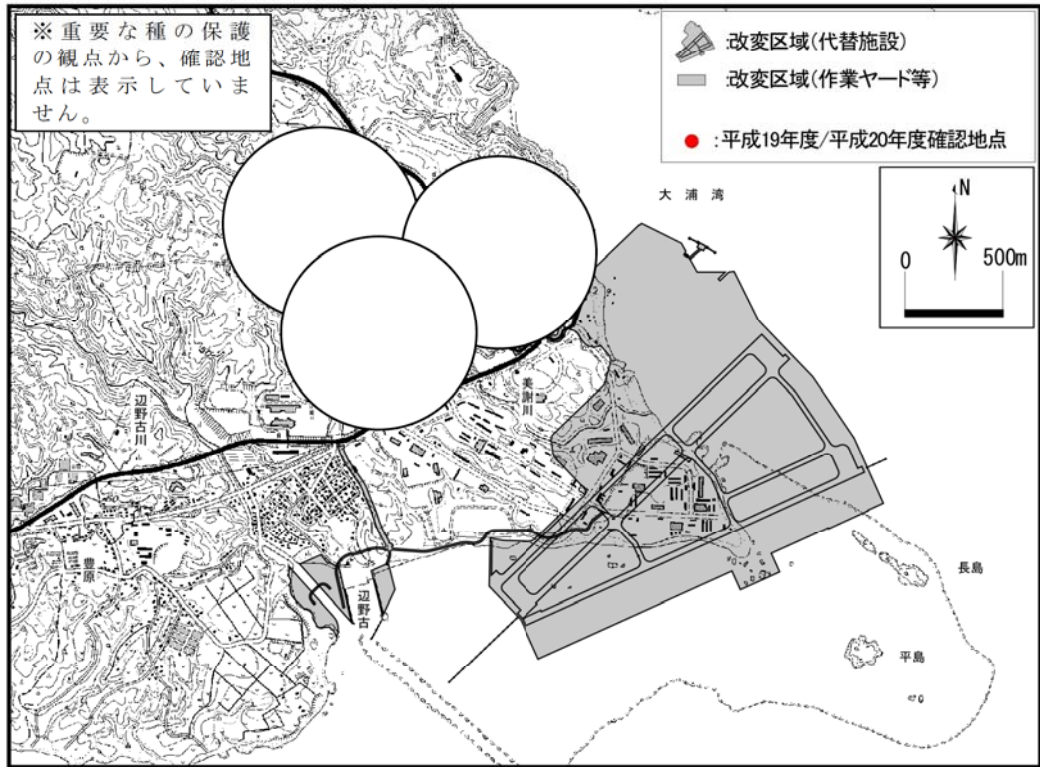 ※重要な種の保護
の観点から、確認地
点は表示していま
せん。
:改変区域(代替施設)
:改変区域(作業ヤード等)
:平成19年度/平成20年度確認地点
大浦湾
N
0 500m
美謝川
辺野古川
豊原
辺野古
長島
平島